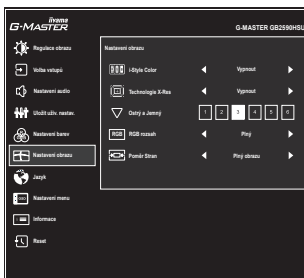 iiyama
G-MASTER
G-MASTER GB2590HSU
Regulace obrazu
Volba vstupů
Nastavení audio
Uložit uživ. nastav.
Nastavení barev
Nastavení obrazu
Jazyk
Nastavení menu
Informace
Reset
Nastavení obrazu
i-Style Color
Vypnout
Technologie X-Res
Vypnout
Ostrý a Jemný
1 2 3 4 5 6
RGB RGB rozsah
Plný
Poměr Stran
Plný obrazu